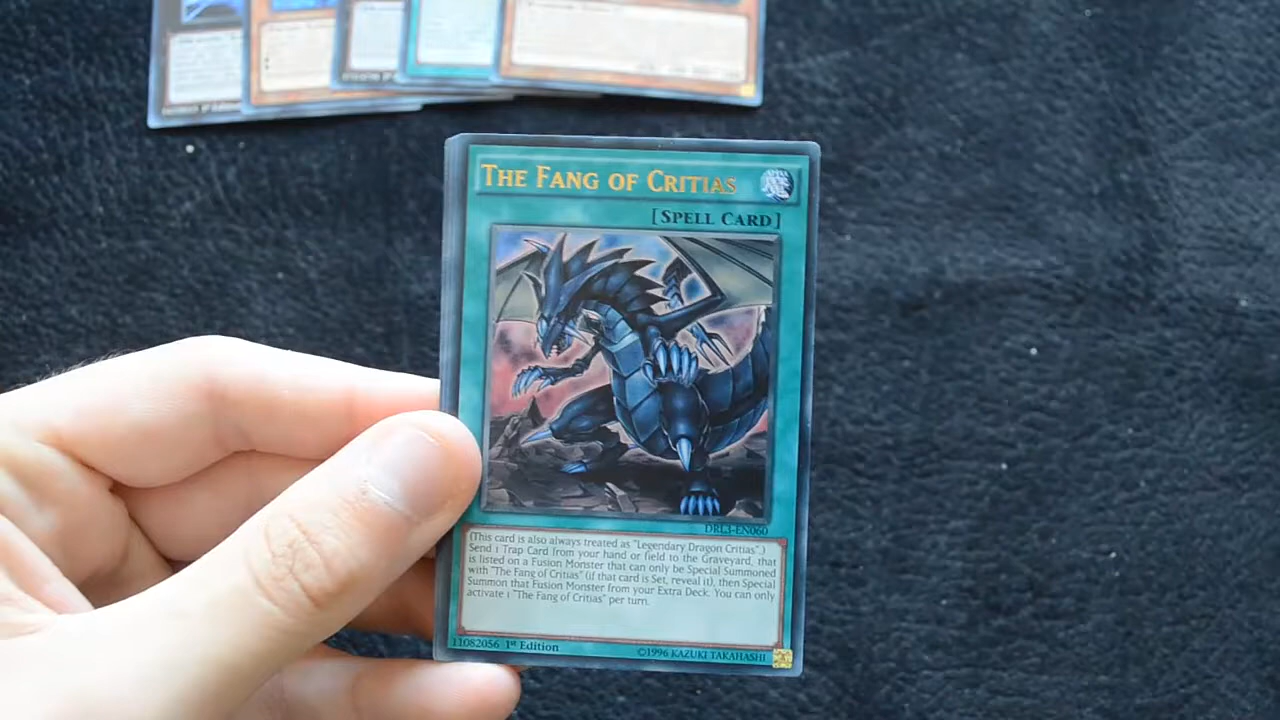 THE FANG OF CRITIAS
[SPELL CARD]
DRL3-EN060
(This card is also always treated as "Legendary Dragon Critias".)
Send 1 Trap Card from your hand or field to the Graveyard, that
is listed on a Fusion Monster that can only be Special Summoned
with "The Fang of Critias" (if that card is Set, reveal it), then Special
Summon that Fusion Monster from your Extra Deck. You can only
activate 1 "The Fang of Critias" per turn.
11082056 1st Edition
©1996 KAZUKI TAKAHASHI